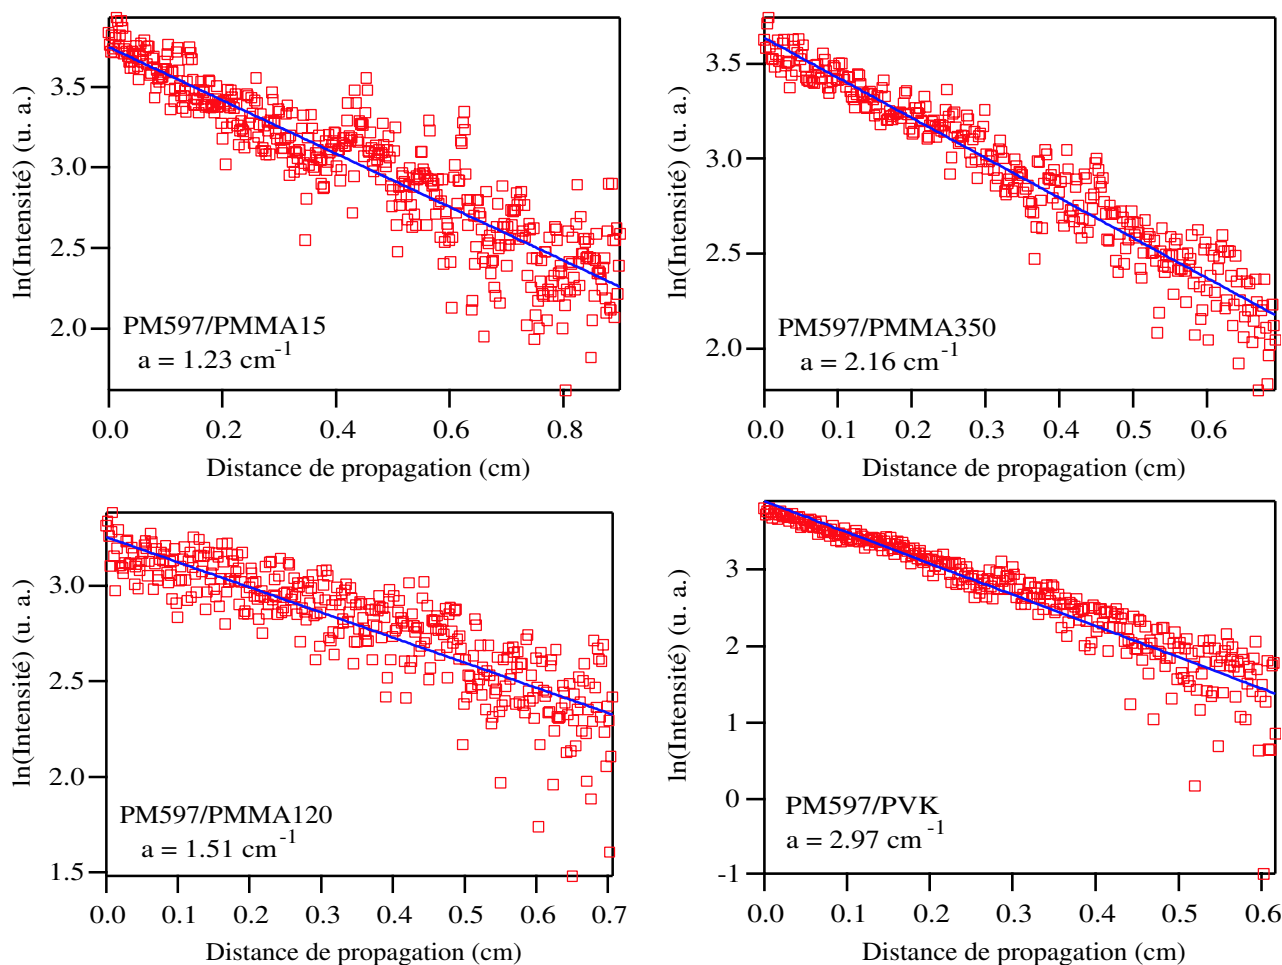 ln(Intensité) (u. a.)
3.5
3.0
2.5
2.0
PM597/PMMA15
a = 1.23 cm-1
0.0 0.2 0.4 0.6 0.8
Distance de propagation (cm)
ln(Intensité) (u. a.)
3.5
3.0
2.5
2.0
PM597/PMMA350
a = 2.16 cm-1
0.0 0.1 0.2 0.3 0.4 0.5 0.6
Distance de propagation (cm)
ln(Intensité) (u. a.)
3.0
2.5
2.0
1.5
PM597/PMMA120
a = 1.51 cm-1
0.0 0.1 0.2 0.3 0.4 0.5 0.6 0.7
Distance de propagation (cm)
ln(Intensité) (u. a.)
3
2
1
0
-1
PM597/PVK
a = 2.97 cm-1
0.0 0.1 0.2 0.3 0.4 0.5 0.6
Distance de propagation (cm)